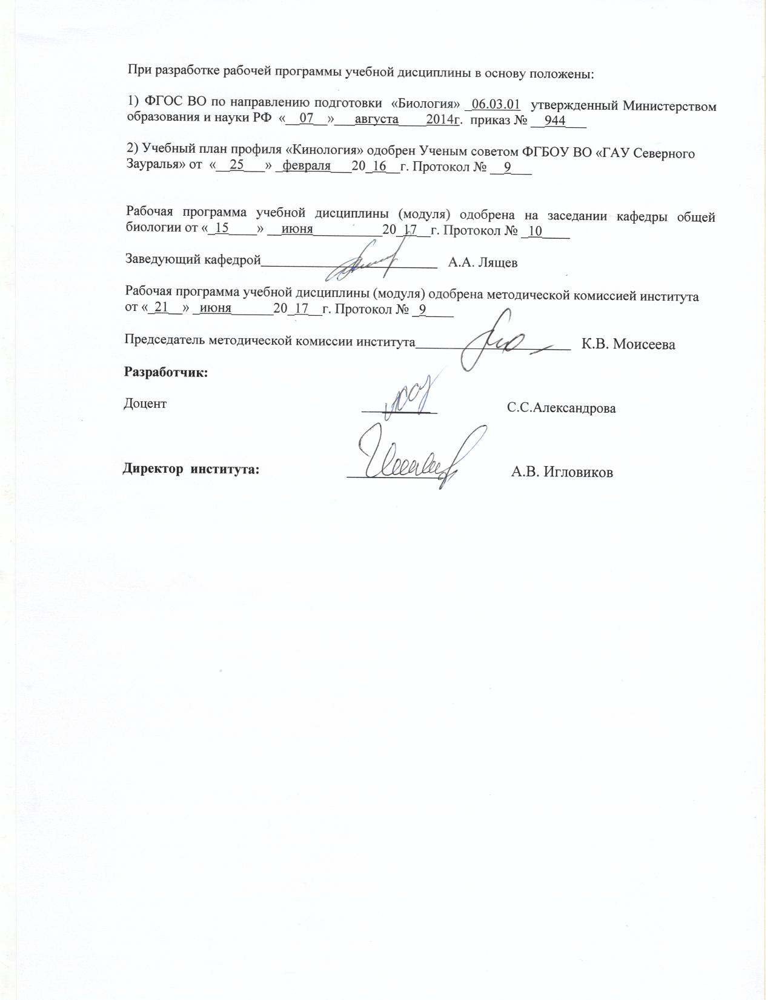 При разработке рабочей программы учебной дисциплины в основу положены:
1) ФГОС ВО по направлению подготовки «Биология» _06.03.01 утвержденный Министерством
образования и науки РФ «__07__»___августа____2014г. приказ № __944___
2) Учебный план профиля «Кинология» одобрен Ученым советом ФГБОУ ВО «ГАУ Северного
Зауралья» от «__25___» _февраля___20_16__г. Протокол № __9___
Рабочая программа учебной дисциплины (модуля) одобрена на заседании кафедры общей
биологии от «_15____» __июня__________20_17__г. Протокол № _10____
Заведующий кафедрой_________________________ А.А. Лящев
Рабочая программа учебной дисциплины (модуля) одобрена методической комиссией института
от «_21__» _июня______20_17__г. Протокол № _9____
Председатель методической комиссии института______________________ К.В. Моисеева
Разработчик:
Доцент ___________ С.С.Александрова
Директор института: ______________ А.В. Игловиков